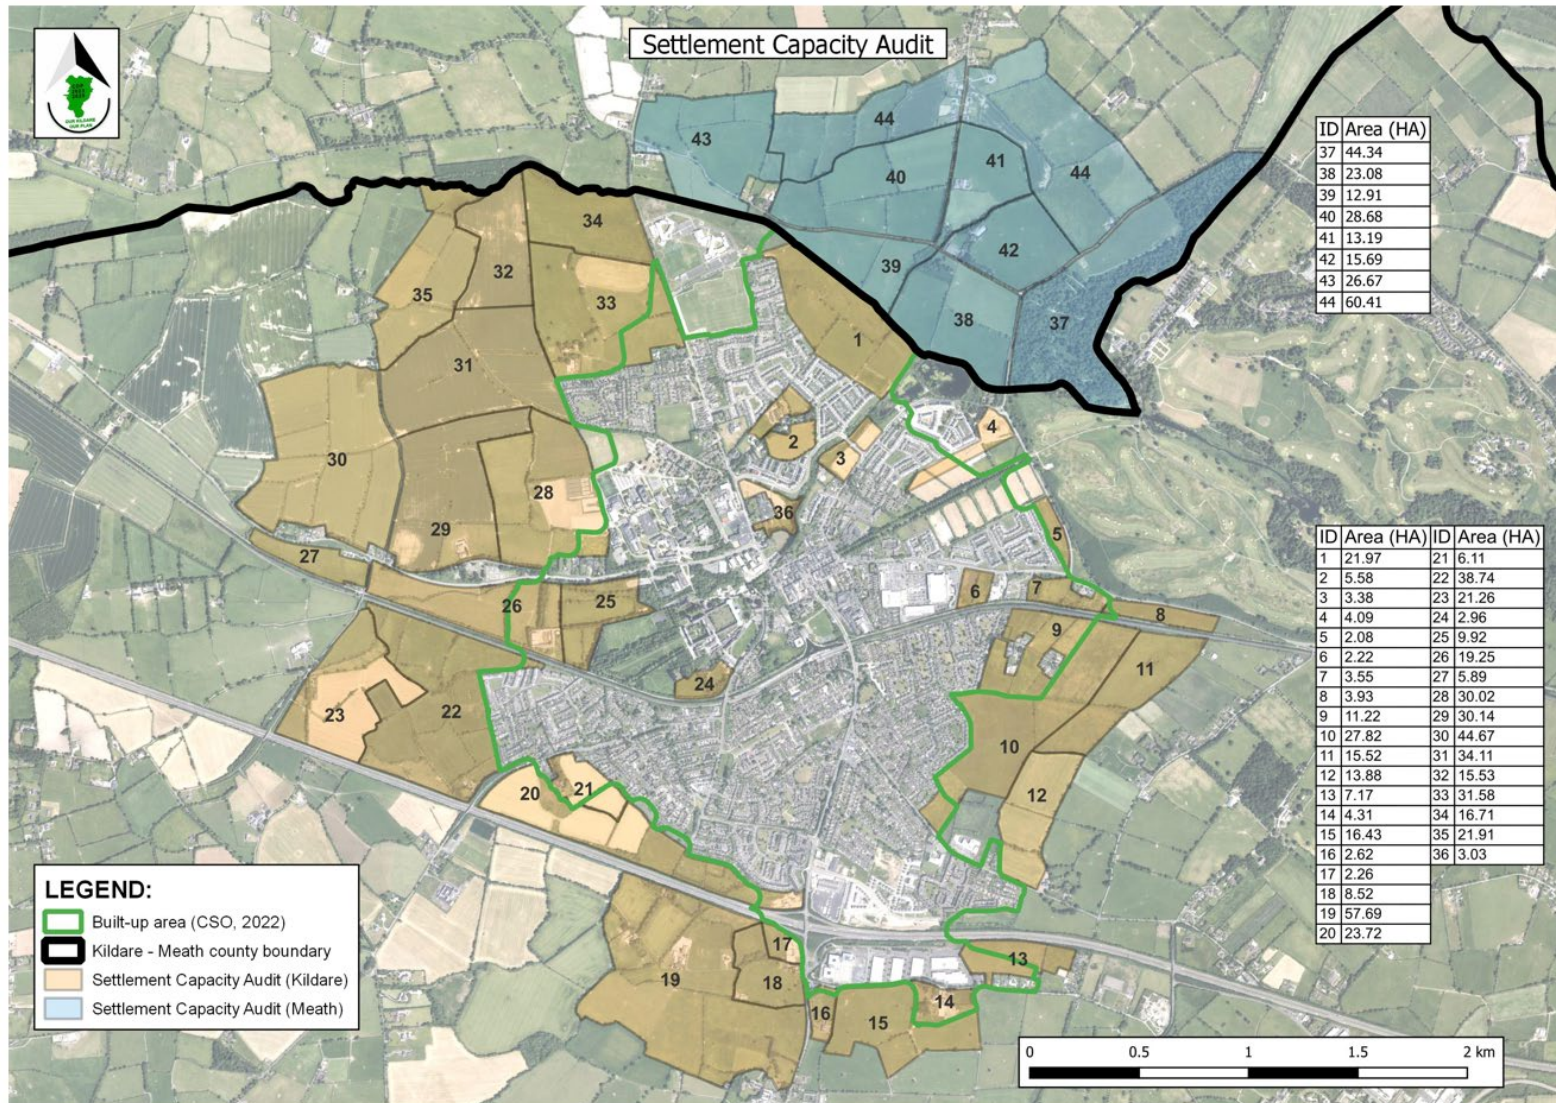 Settlement Capacity Audit
OUR KILDARE
OUR PLAN
ID Area (HA)
37 44.34
38 23.08
39 12.91
40 28.68
41 13.19
42 15.69
43 26.67
44 60.41
43
44
40
41
44
34
32
42
39
35
33
38
37
1
31
4
2
3
30
28
36
29
5
27
6
7
8
26
25
9
11
24
23
22
10
21
20
12
17
19
18
13
14
16
15
ID Area (HA) ID Area (HA)
1 21.97 21 6.11
2 5.58 22 38.74
3 3.38 23 21.26
4 4.09 24 2.96
5 2.08 25 9.92
6 2.22 26 19.25
7 3.55 27 5.89
8 3.93 28 30.02
9 11.22 29 30.14
10 27.82 30 44.67
11 15.52 31 34.11
12 13.88 32 15.53
13 7.17 33 31.58
14 4.31 34 16.71
15 16.43 35 21.91
16 2.62 36 3.03
17 2.26
18 8.52
19 57.69
20 23.72
LEGEND:
Built-up area (CSO, 2022)
Kildare - Meath county boundary
Settlement Capacity Audit (Kildare)
Settlement Capacity Audit (Meath)
0 0.5 1 1.5 2 km